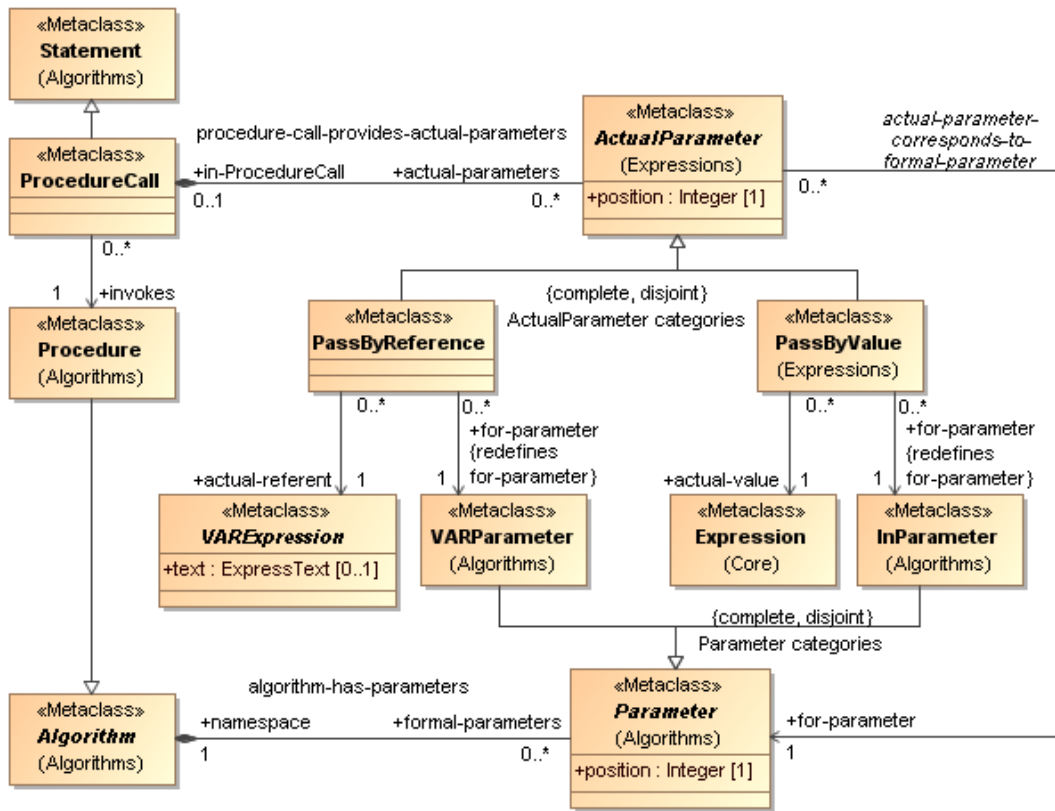 «Metaclass»
Statement
(Algorithms)
«Metaclass»
ProcedureCall
procedure-call-provides-actual-parameters
+in-ProcedureCall
+actual-parameters
0..1
0..*
«Metaclass»
ActualParameter
(Expressions)
+position : Integer [1]
actual-parameter-
corresponds-to-
formal-parameter
0..*
0..*
1
+invokes
«Metaclass»
Procedure
(Algorithms)
{complete, disjoint}
ActualParameter categories
«Metaclass»
PassByReference
«Metaclass»
PassByValue
(Expressions)
0..*
0..*
+for-parameter
{redefines
for-parameter}
+actual-referent
1
1
0..*
0..*
+for-parameter
{redefines
for-parameter}
+actual-value
1
1
«Metaclass»
VARExpression
+text : ExpressText [0..1]
«Metaclass»
VARParameter
(Algorithms)
«Metaclass»
Expression
(Core)
«Metaclass»
InParameter
(Algorithms)
{complete, disjoint}
Parameter categories
«Metaclass»
Algorithm
(Algorithms)
algorithm-has-parameters
+namespace
+formal-parameters
1
0..*
«Metaclass»
Parameter
(Algorithms)
+position : Integer [1]
+for-parameter
1